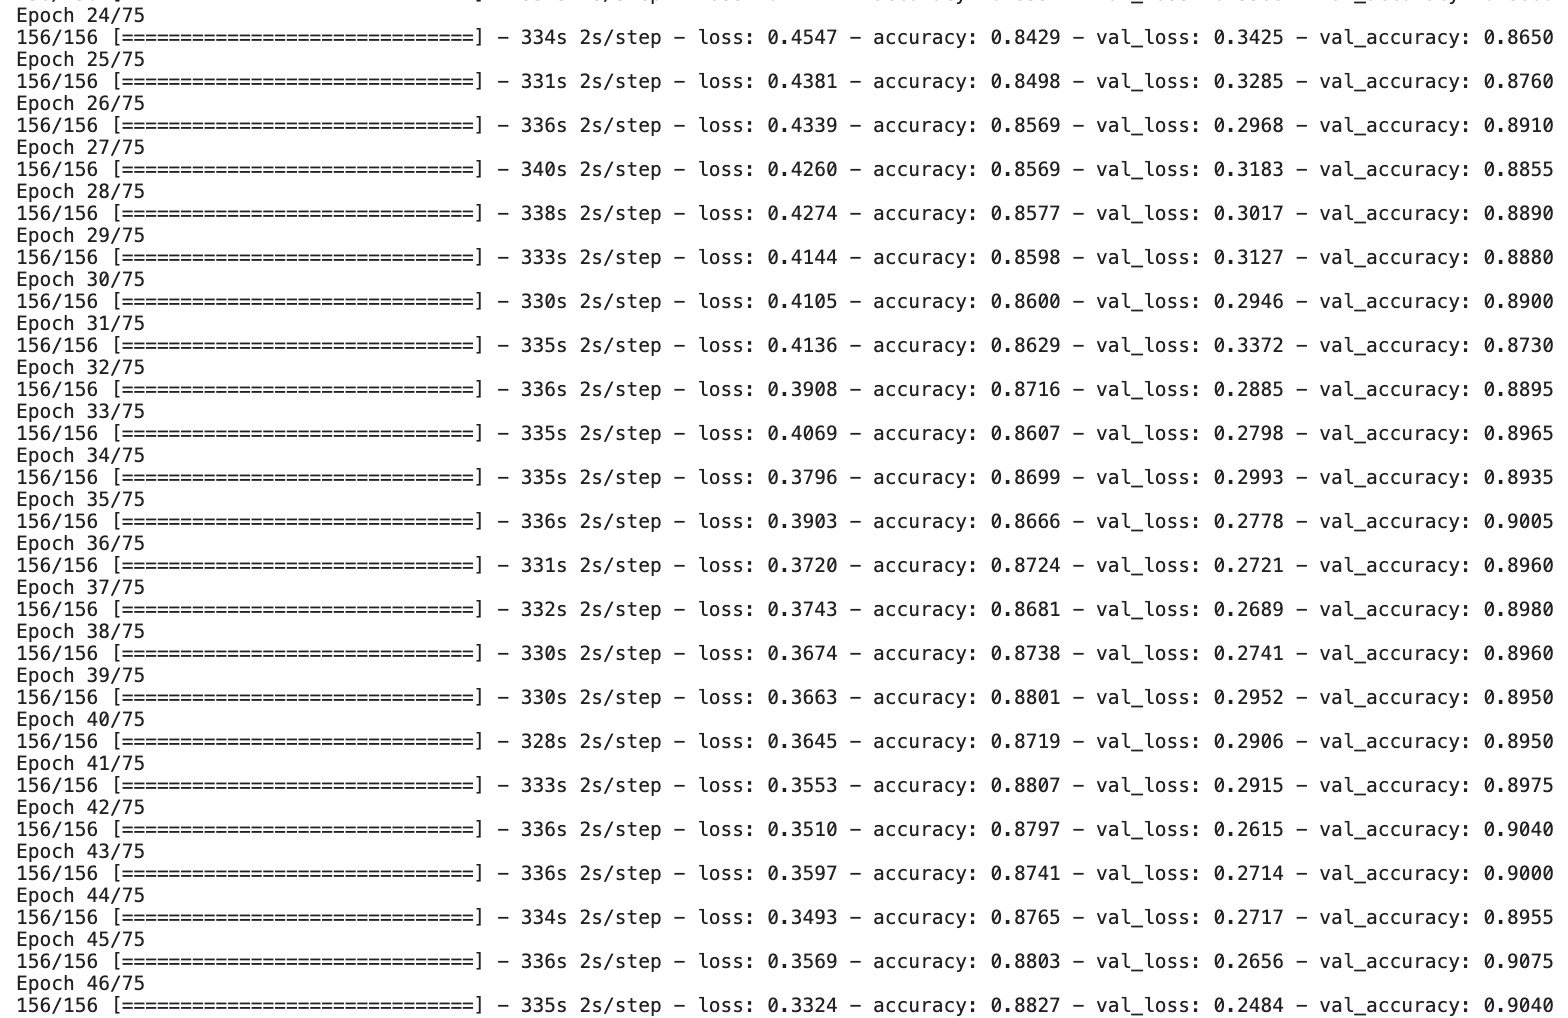 Epoch 24/75
156/156 [==============================] - 334s 2s/step - loss: 0.4547 - accuracy: 0.8429 - val_loss: 0.3425 - val_accuracy: 0.8650
Epoch 25/75
156/156 [==============================] - 331s 2s/step - loss: 0.4381 - accuracy: 0.8498 - val_loss: 0.3285 - val_accuracy: 0.8760
Epoch 26/75
156/156 [==============================] - 336s 2s/step - loss: 0.4339 - accuracy: 0.8569 - val_loss: 0.2968 - val_accuracy: 0.8910
Epoch 27/75
156/156 [==============================] - 340s 2s/step - loss: 0.4260 - accuracy: 0.8569 - val_loss: 0.3183 - val_accuracy: 0.8855
Epoch 28/75
156/156 [==============================] - 338s 2s/step - loss: 0.4274 - accuracy: 0.8577 - val_loss: 0.3017 - val_accuracy: 0.8890
Epoch 29/75
156/156 [==============================] - 333s 2s/step - loss: 0.4144 - accuracy: 0.8598 - val_loss: 0.3127 - val_accuracy: 0.8880
Epoch 30/75
156/156 [==============================] - 330s 2s/step - loss: 0.4105 - accuracy: 0.8600 - val_loss: 0.2946 - val_accuracy: 0.8900
Epoch 31/75
156/156 [==============================] - 335s 2s/step - loss: 0.4136 - accuracy: 0.8629 - val_loss: 0.3372 - val_accuracy: 0.8730
Epoch 32/75
156/156 [==============================] - 336s 2s/step - loss: 0.3908 - accuracy: 0.8716 - val_loss: 0.2885 - val_accuracy: 0.8895
Epoch 33/75
156/156 [==============================] - 335s 2s/step - loss: 0.4069 - accuracy: 0.8607 - val_loss: 0.2798 - val_accuracy: 0.8965
Epoch 34/75
156/156 [==============================] - 335s 2s/step - loss: 0.3796 - accuracy: 0.8699 - val_loss: 0.2993 - val_accuracy: 0.8935
Epoch 35/75
156/156 [==============================] - 336s 2s/step - loss: 0.3903 - accuracy: 0.8666 - val_loss: 0.2778 - val_accuracy: 0.9005
Epoch 36/75
156/156 [==============================] - 331s 2s/step - loss: 0.3720 - accuracy: 0.8724 - val_loss: 0.2721 - val_accuracy: 0.8960
Epoch 37/75
156/156 [==============================] - 332s 2s/step - loss: 0.3743 - accuracy: 0.8681 - val_loss: 0.2689 - val_accuracy: 0.8980
Epoch 38/75
156/156 [==============================] - 330s 2s/step - loss: 0.3674 - accuracy: 0.8738 - val_loss: 0.2741 - val_accuracy: 0.8960
Epoch 39/75
156/156 [==============================] - 330s 2s/step - loss: 0.3663 - accuracy: 0.8801 - val_loss: 0.2952 - val_accuracy: 0.8950
Epoch 40/75
156/156 [==============================] - 328s 2s/step - loss: 0.3645 - accuracy: 0.8719 - val_loss: 0.2906 - val_accuracy: 0.8950
Epoch 41/75
156/156 [==============================] - 333s 2s/step - loss: 0.3553 - accuracy: 0.8807 - val_loss: 0.2915 - val_accuracy: 0.8975
Epoch 42/75
156/156 [==============================] - 336s 2s/step - loss: 0.3510 - accuracy: 0.8797 - val_loss: 0.2615 - val_accuracy: 0.9040
Epoch 43/75
156/156 [==============================] - 336s 2s/step - loss: 0.3597 - accuracy: 0.8741 - val_loss: 0.2714 - val_accuracy: 0.9000
Epoch 44/75
156/156 [==============================] - 334s 2s/step - loss: 0.3493 - accuracy: 0.8765 - val_loss: 0.2717 - val_accuracy: 0.8955
Epoch 45/75
156/156 [==============================] - 336s 2s/step - loss: 0.3569 - accuracy: 0.8803 - val_loss: 0.2656 - val_accuracy: 0.9075
Epoch 46/75
156/156 [==============================] - 335s 2s/step - loss: 0.3324 - accuracy: 0.8827 - val_loss: 0.2484 - val_accuracy: 0.9040